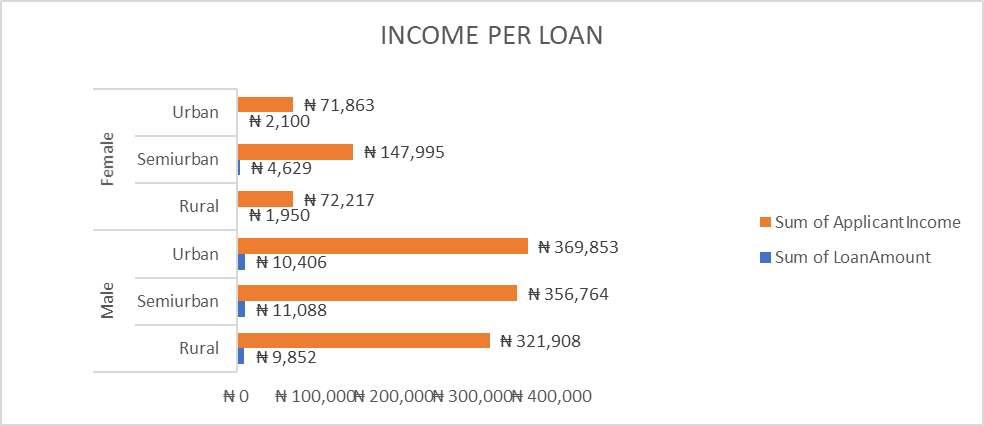 INCOME PER LOAN
Female
Urban
₦ 71,863
₦ 2,100
Semiurban
₦ 147,995
₦ 4,629
Rural
₦ 72,217
₦ 1,950
Male
Urban
₦ 369,853
₦ 10,406
Semiurban
₦ 356,764
₦ 11,088
Rural
₦ 321,908
₦ 9,852
₦ 0 ₦ 100,000 ₦ 200,000 ₦ 300,000 ₦ 400,000
Sum of ApplicantIncome
Sum of LoanAmount